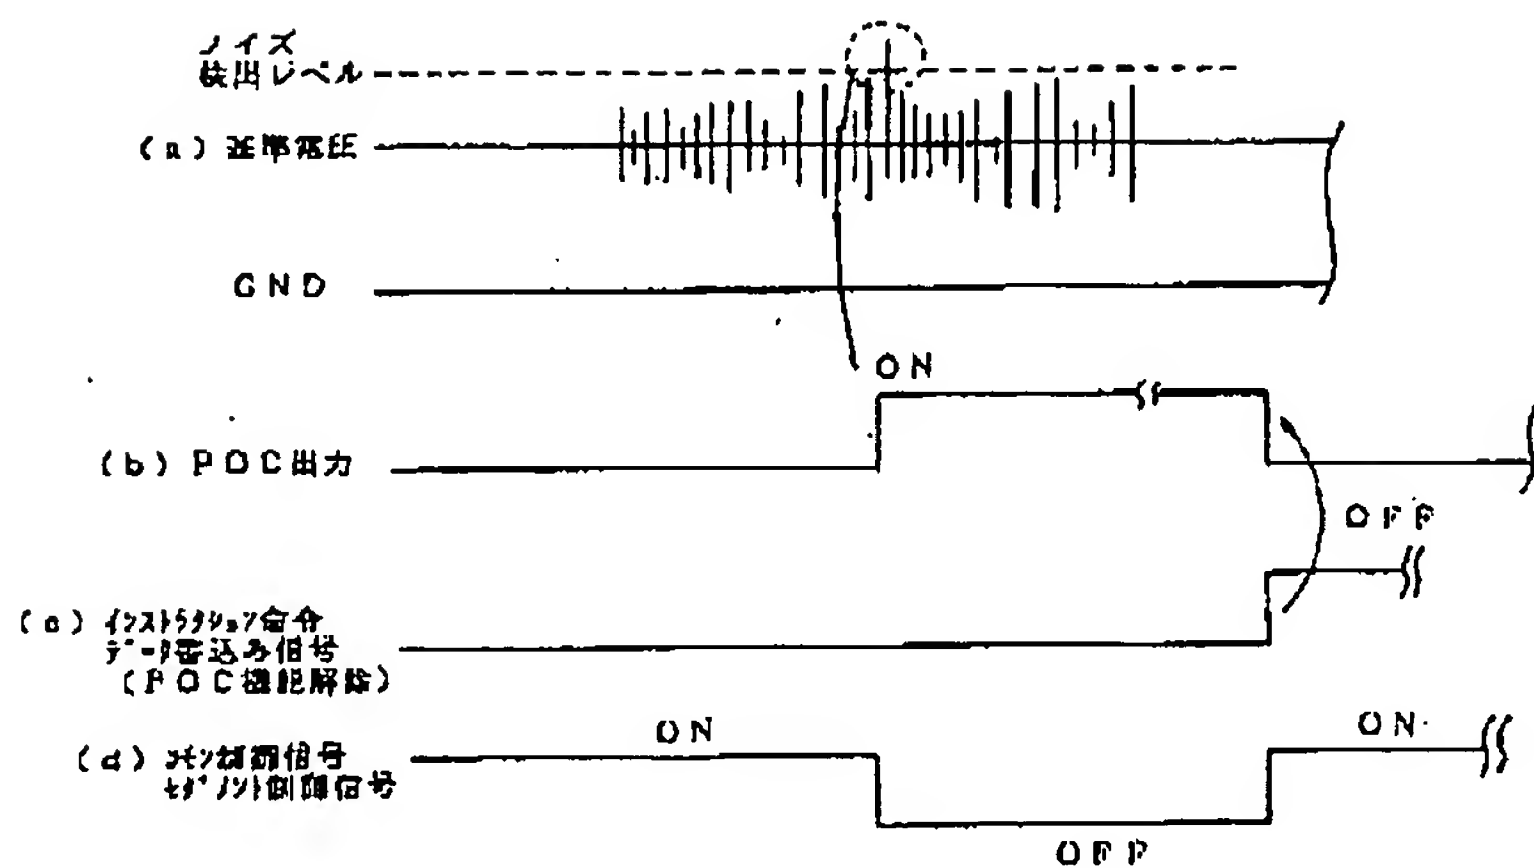 ノイズ
検出レベル
(a) 基準電圧
GND
ON
(b) POC出力
OFF
(c) インストラクション命令
データ書込み信号
(POC機能解除)
ON
ON
(d) コモン制御信号
セグメント制御信号
OFF